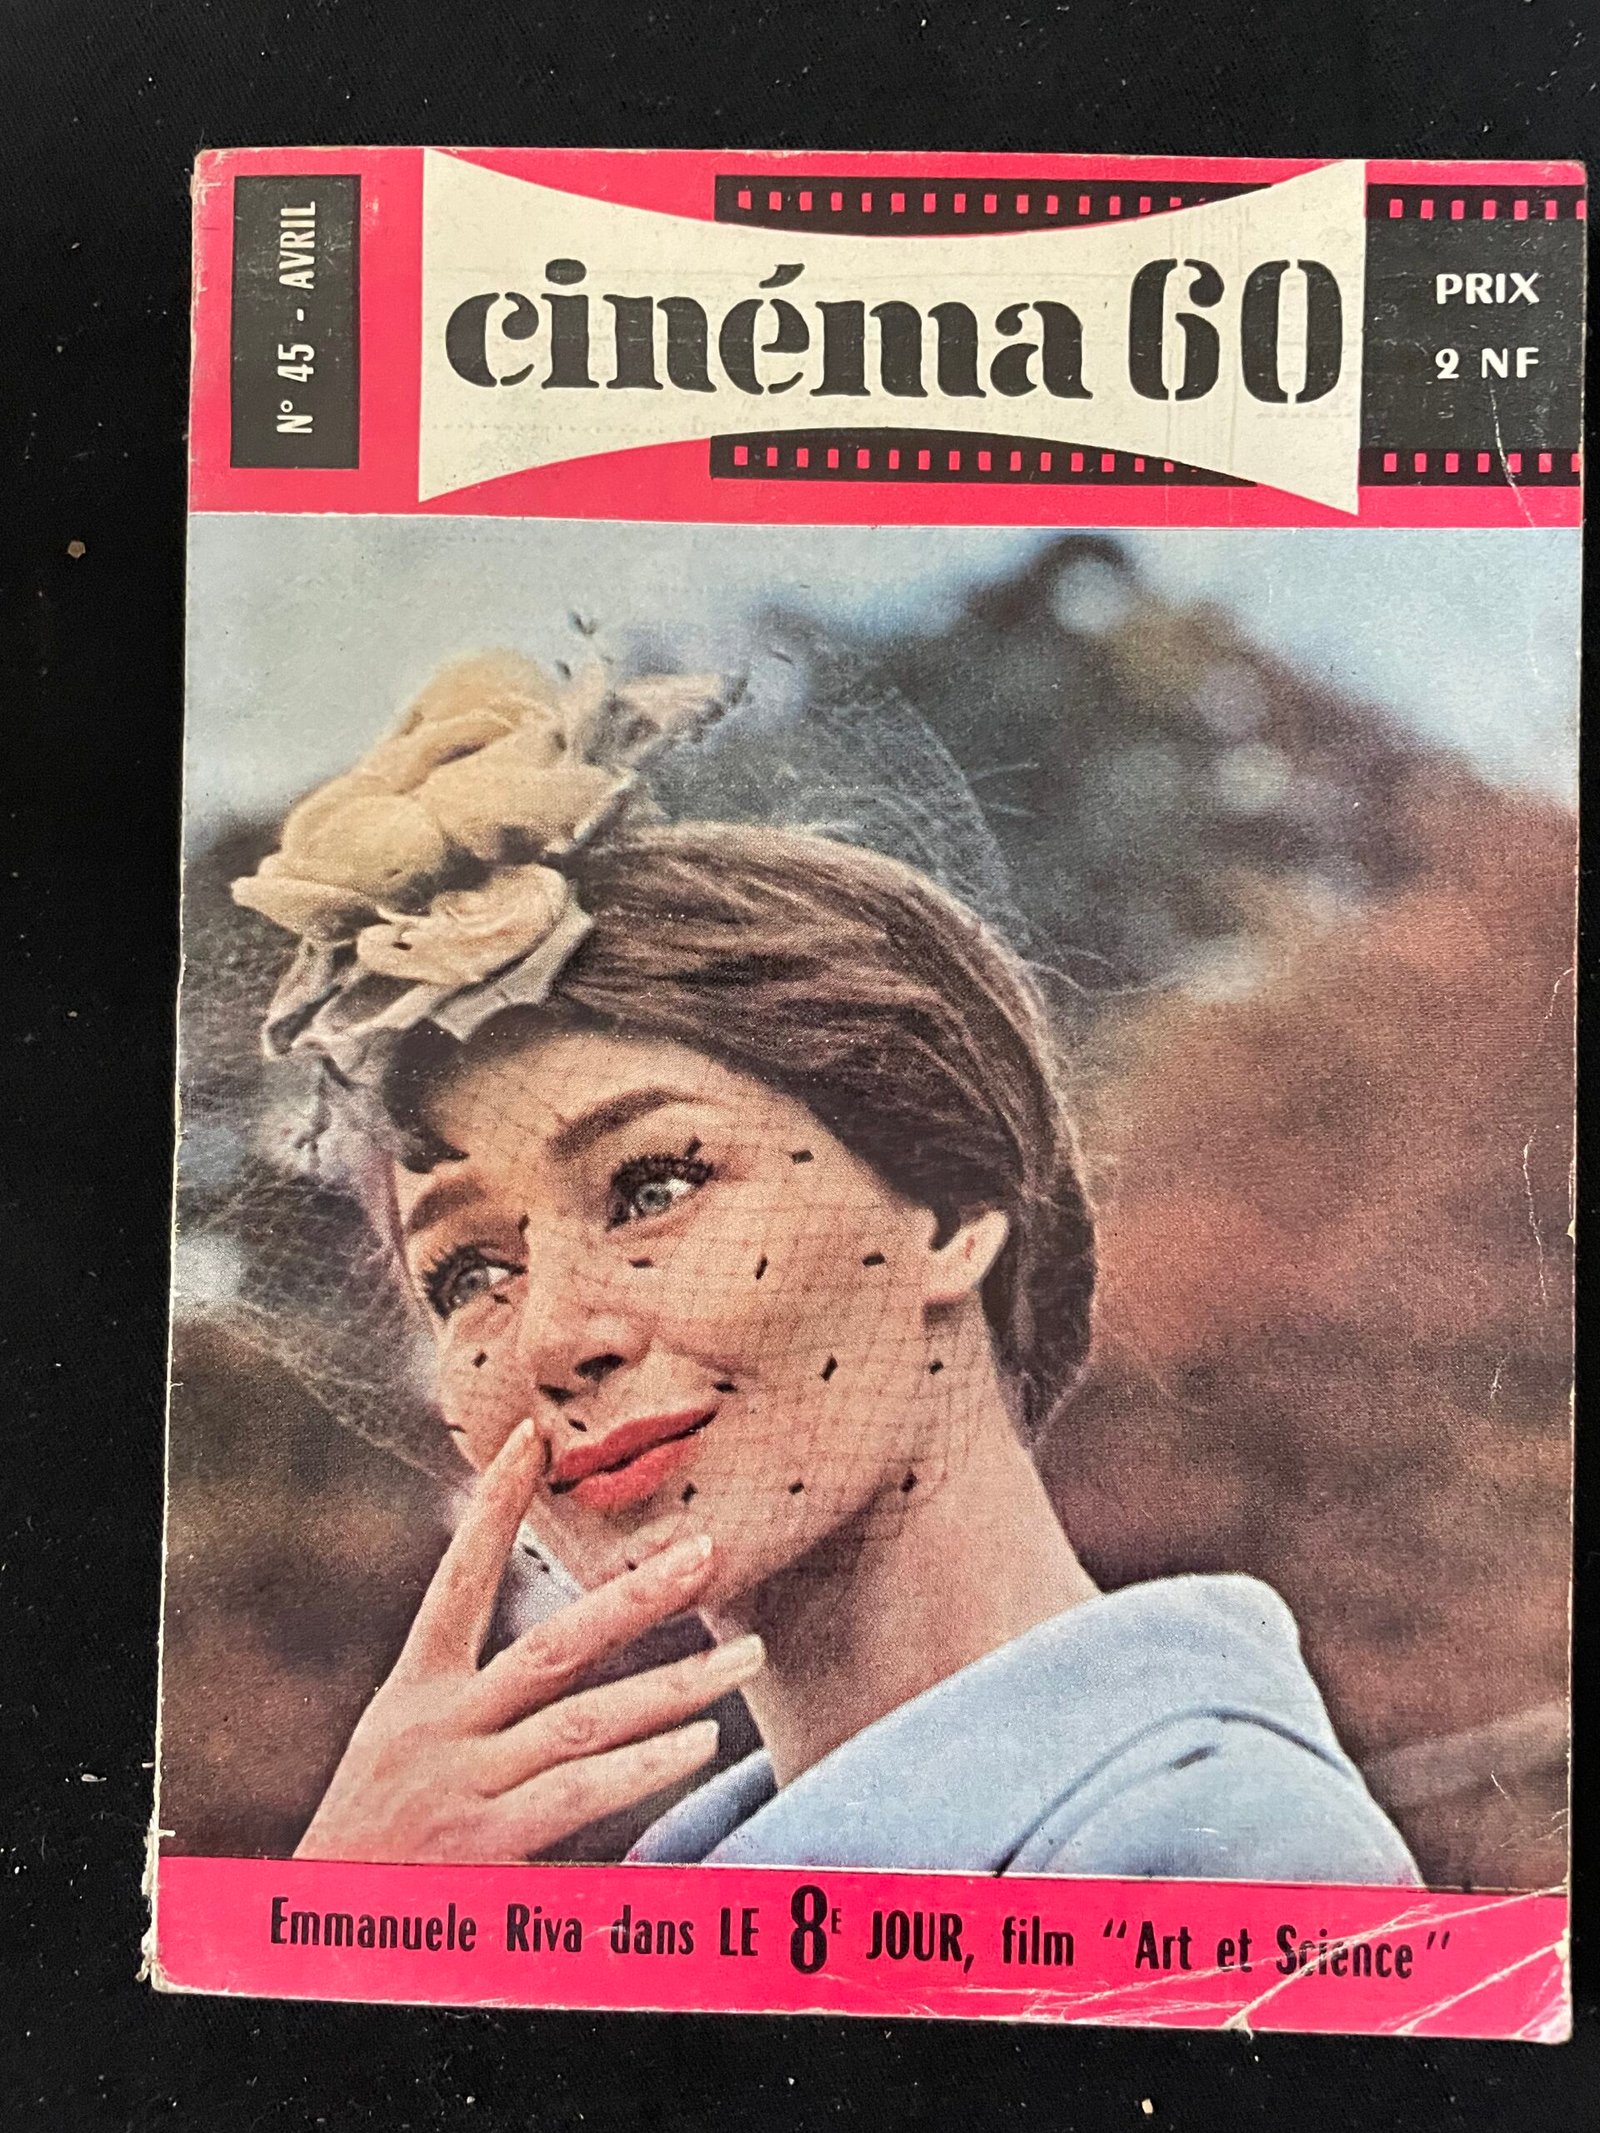 N° 45 - AVRIL
cinéma 60
PRIX
2 NF
Emmanuele Riva dans LE 8E JOUR, film "Art et Science"